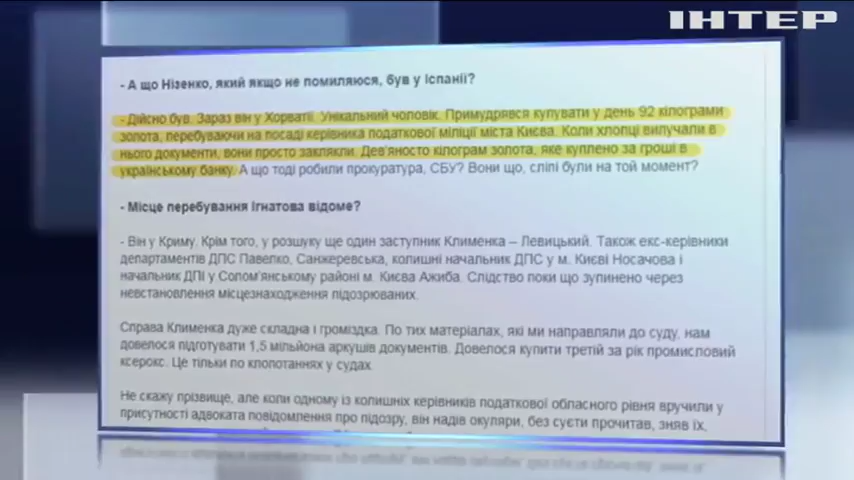 ІНТЕР
- А що Нізенко, який якщо не помиляюся, був у Іспанії?
- Дійсно був. Зараз він у Хорватії. Унікальний чоловік. Примудрявся купувати у день 92 кілограми
золота, перебуваючи на посаді керівника податкової міліції міста Києва. Коли хлопці вилучали в
нього документи, вони просто заклякли. Дев'яносто кілограм золота, яке куплено за гроші в
українському банку. А що тоді робили прокуратура, СБУ? Вони що, сліпі були на той момент?
- Місце перебування Ігнатова відоме?
- Він у Криму. Крім того, у розшуку ще один заступник Клименка – Левицький. Також екс-керівники
департаментів ДПС Павелко, Санжеревська, колишні начальник ДПС у м. Києві Носачова і
начальник ДПІ у Солом'янському районі м. Києва Ажиба. Слідство поки що зупинено через
невстановлення місцезнаходження підозрюваних.
Справа Клименка дуже складна і громіздка. По тих матеріалах, які ми направляли до суду, нам
довелося підготувати 1,5 мільйона аркушів документів. Довелося купити третій за рік промисловий
ксерокс. Це тільки по клопотаннях у судах.
Не скажу прізвище, але коли одному із колишніх керівників податкової обласного рівня вручили у
присутності адвоката повідомлення про підозру, він надів окуляри, без суєти прочитав, зняв їх,